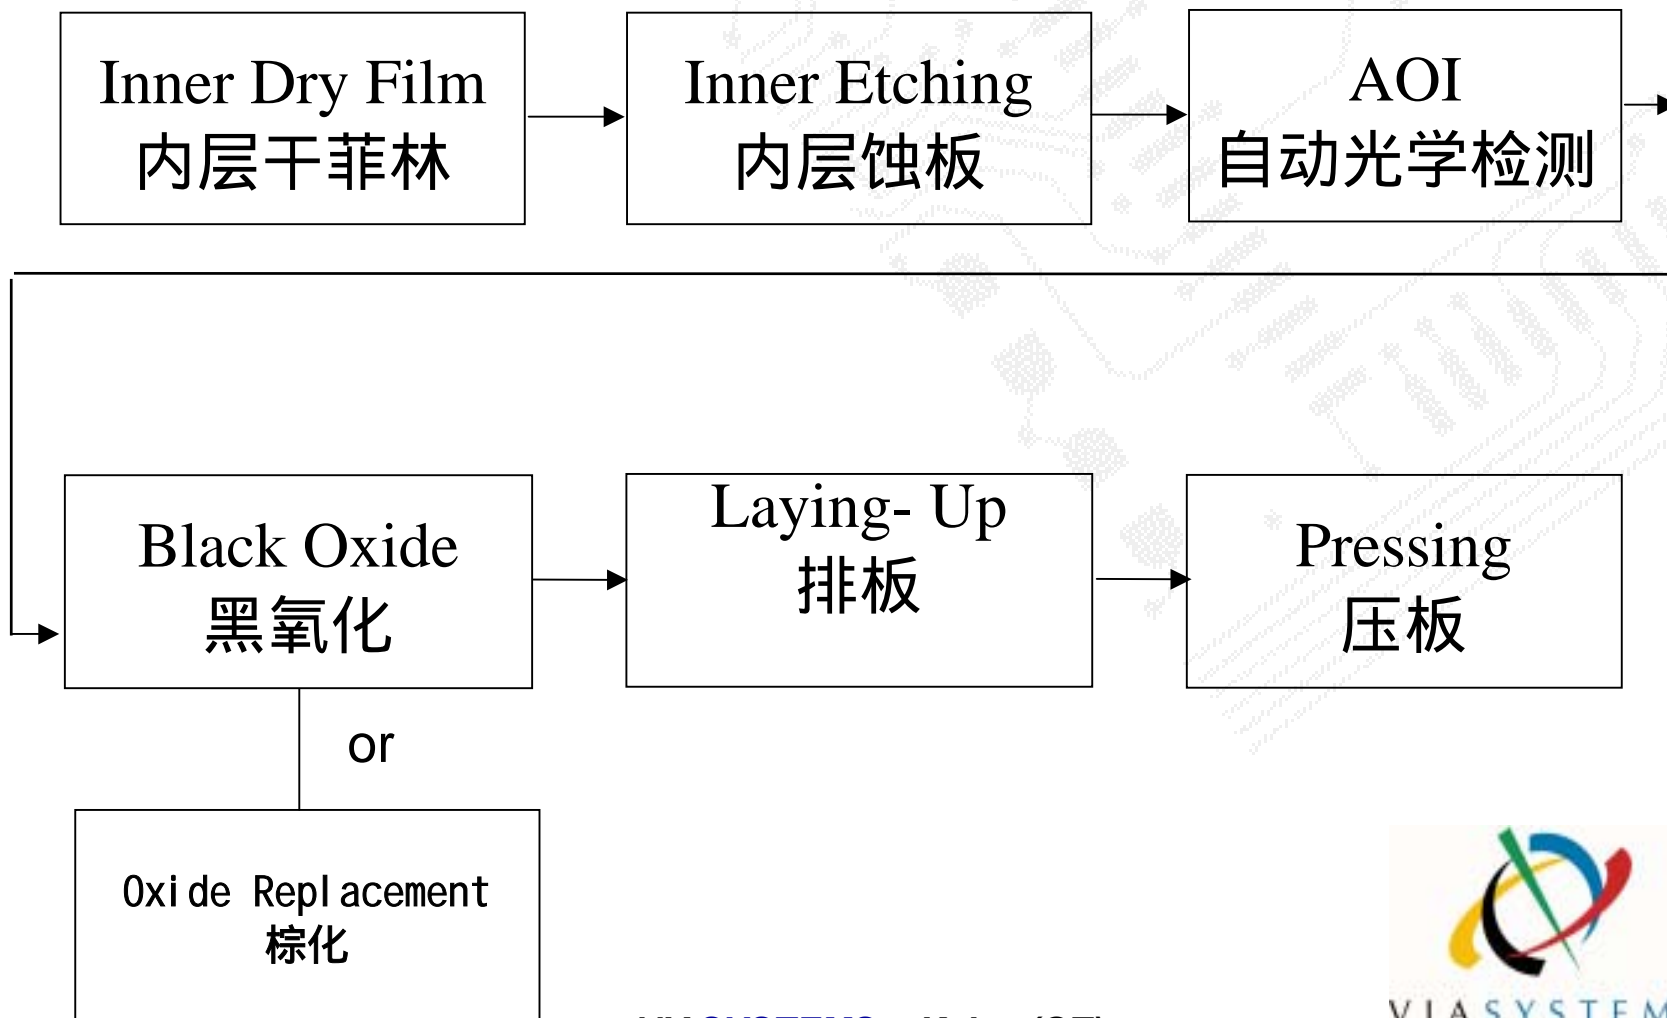 Inner Dry Film
内层干菲林
Inner Etching
内层蚀板
AOI
自动光学检测
Black Oxide
黑氧化
Laying- Up
排板
Pressing
压板
or
Oxide Replacement
棕化
VIASYSTEM